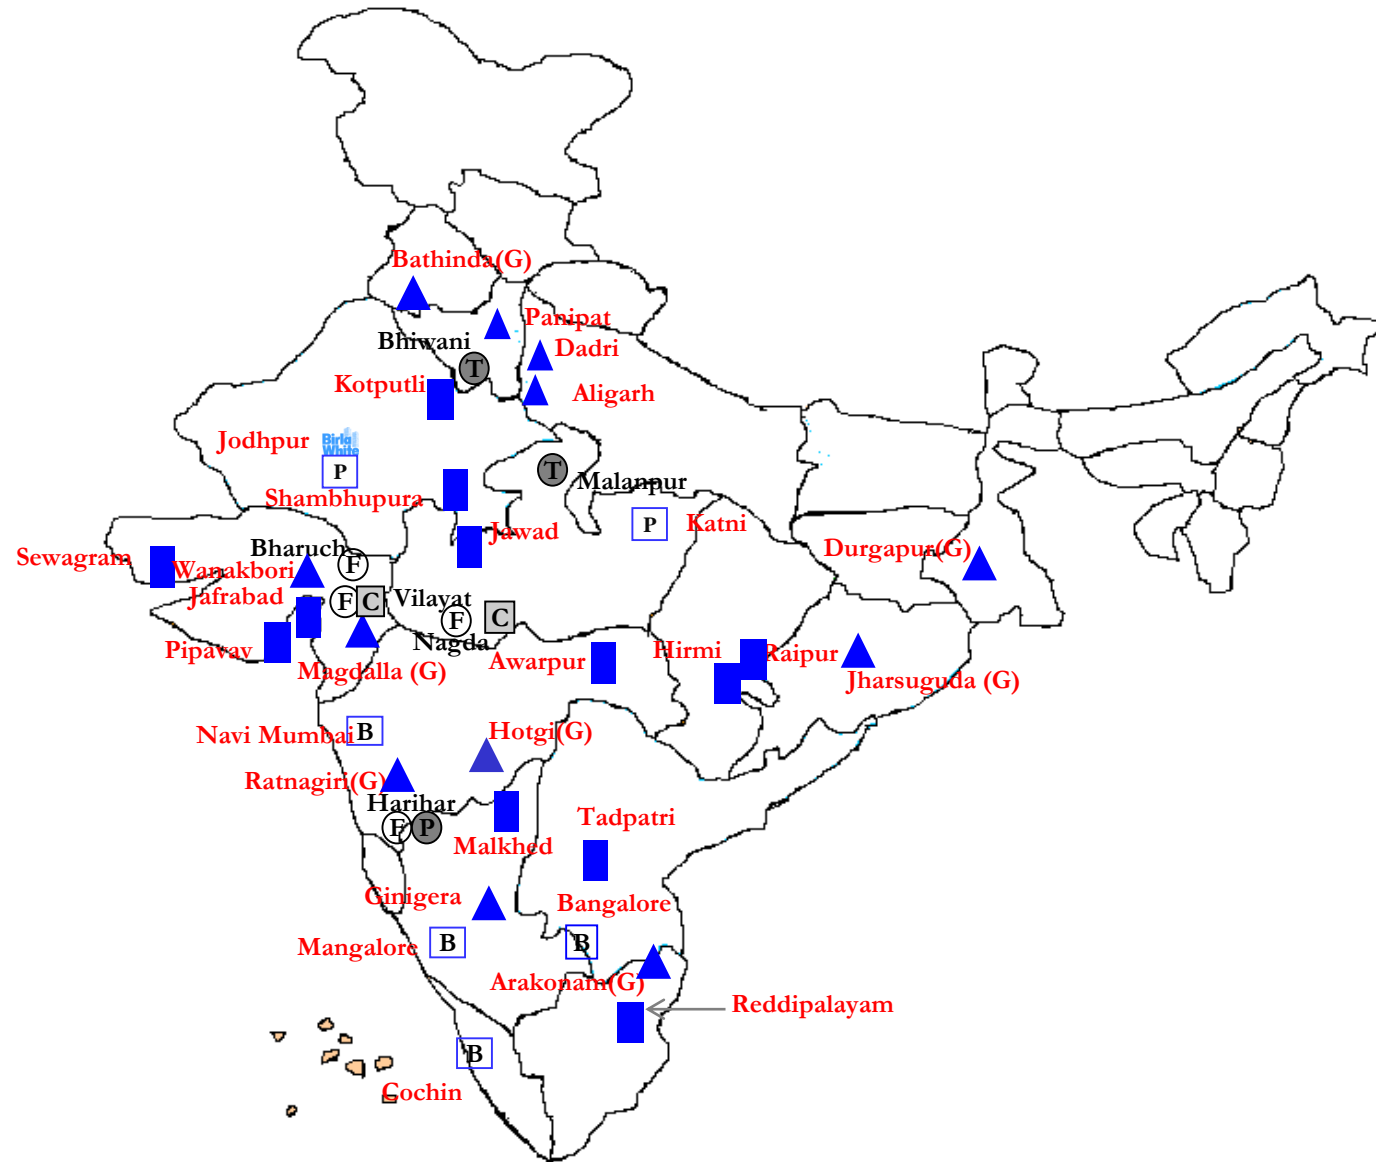 Bathinda(G)
Panipat
Bhiwani
Dadri
T
Kotputli
Aligarh
Jodhpur
Birla
White
P
T
Malanpur
Shambhupura
P
Katni
Jawad
Durgapur(G)
Bharuch
Sewagram
F
Wanakbori
Jafrabad
F
C
Vilayat
F
C
Nagda
Pipavav
Magdalla (G)
Awarpur
Hirmi
Raipur
Jharsuguda (G)
Navi Mumbai
B
Hotgi(G)
Ratnagiri(G)
Harihar
F
P
Malkhed
Tadpatri
Ginigera
Bangalore
Mangalore
B
B
Arakonam(G)
Reddipalayam
B
Cochin